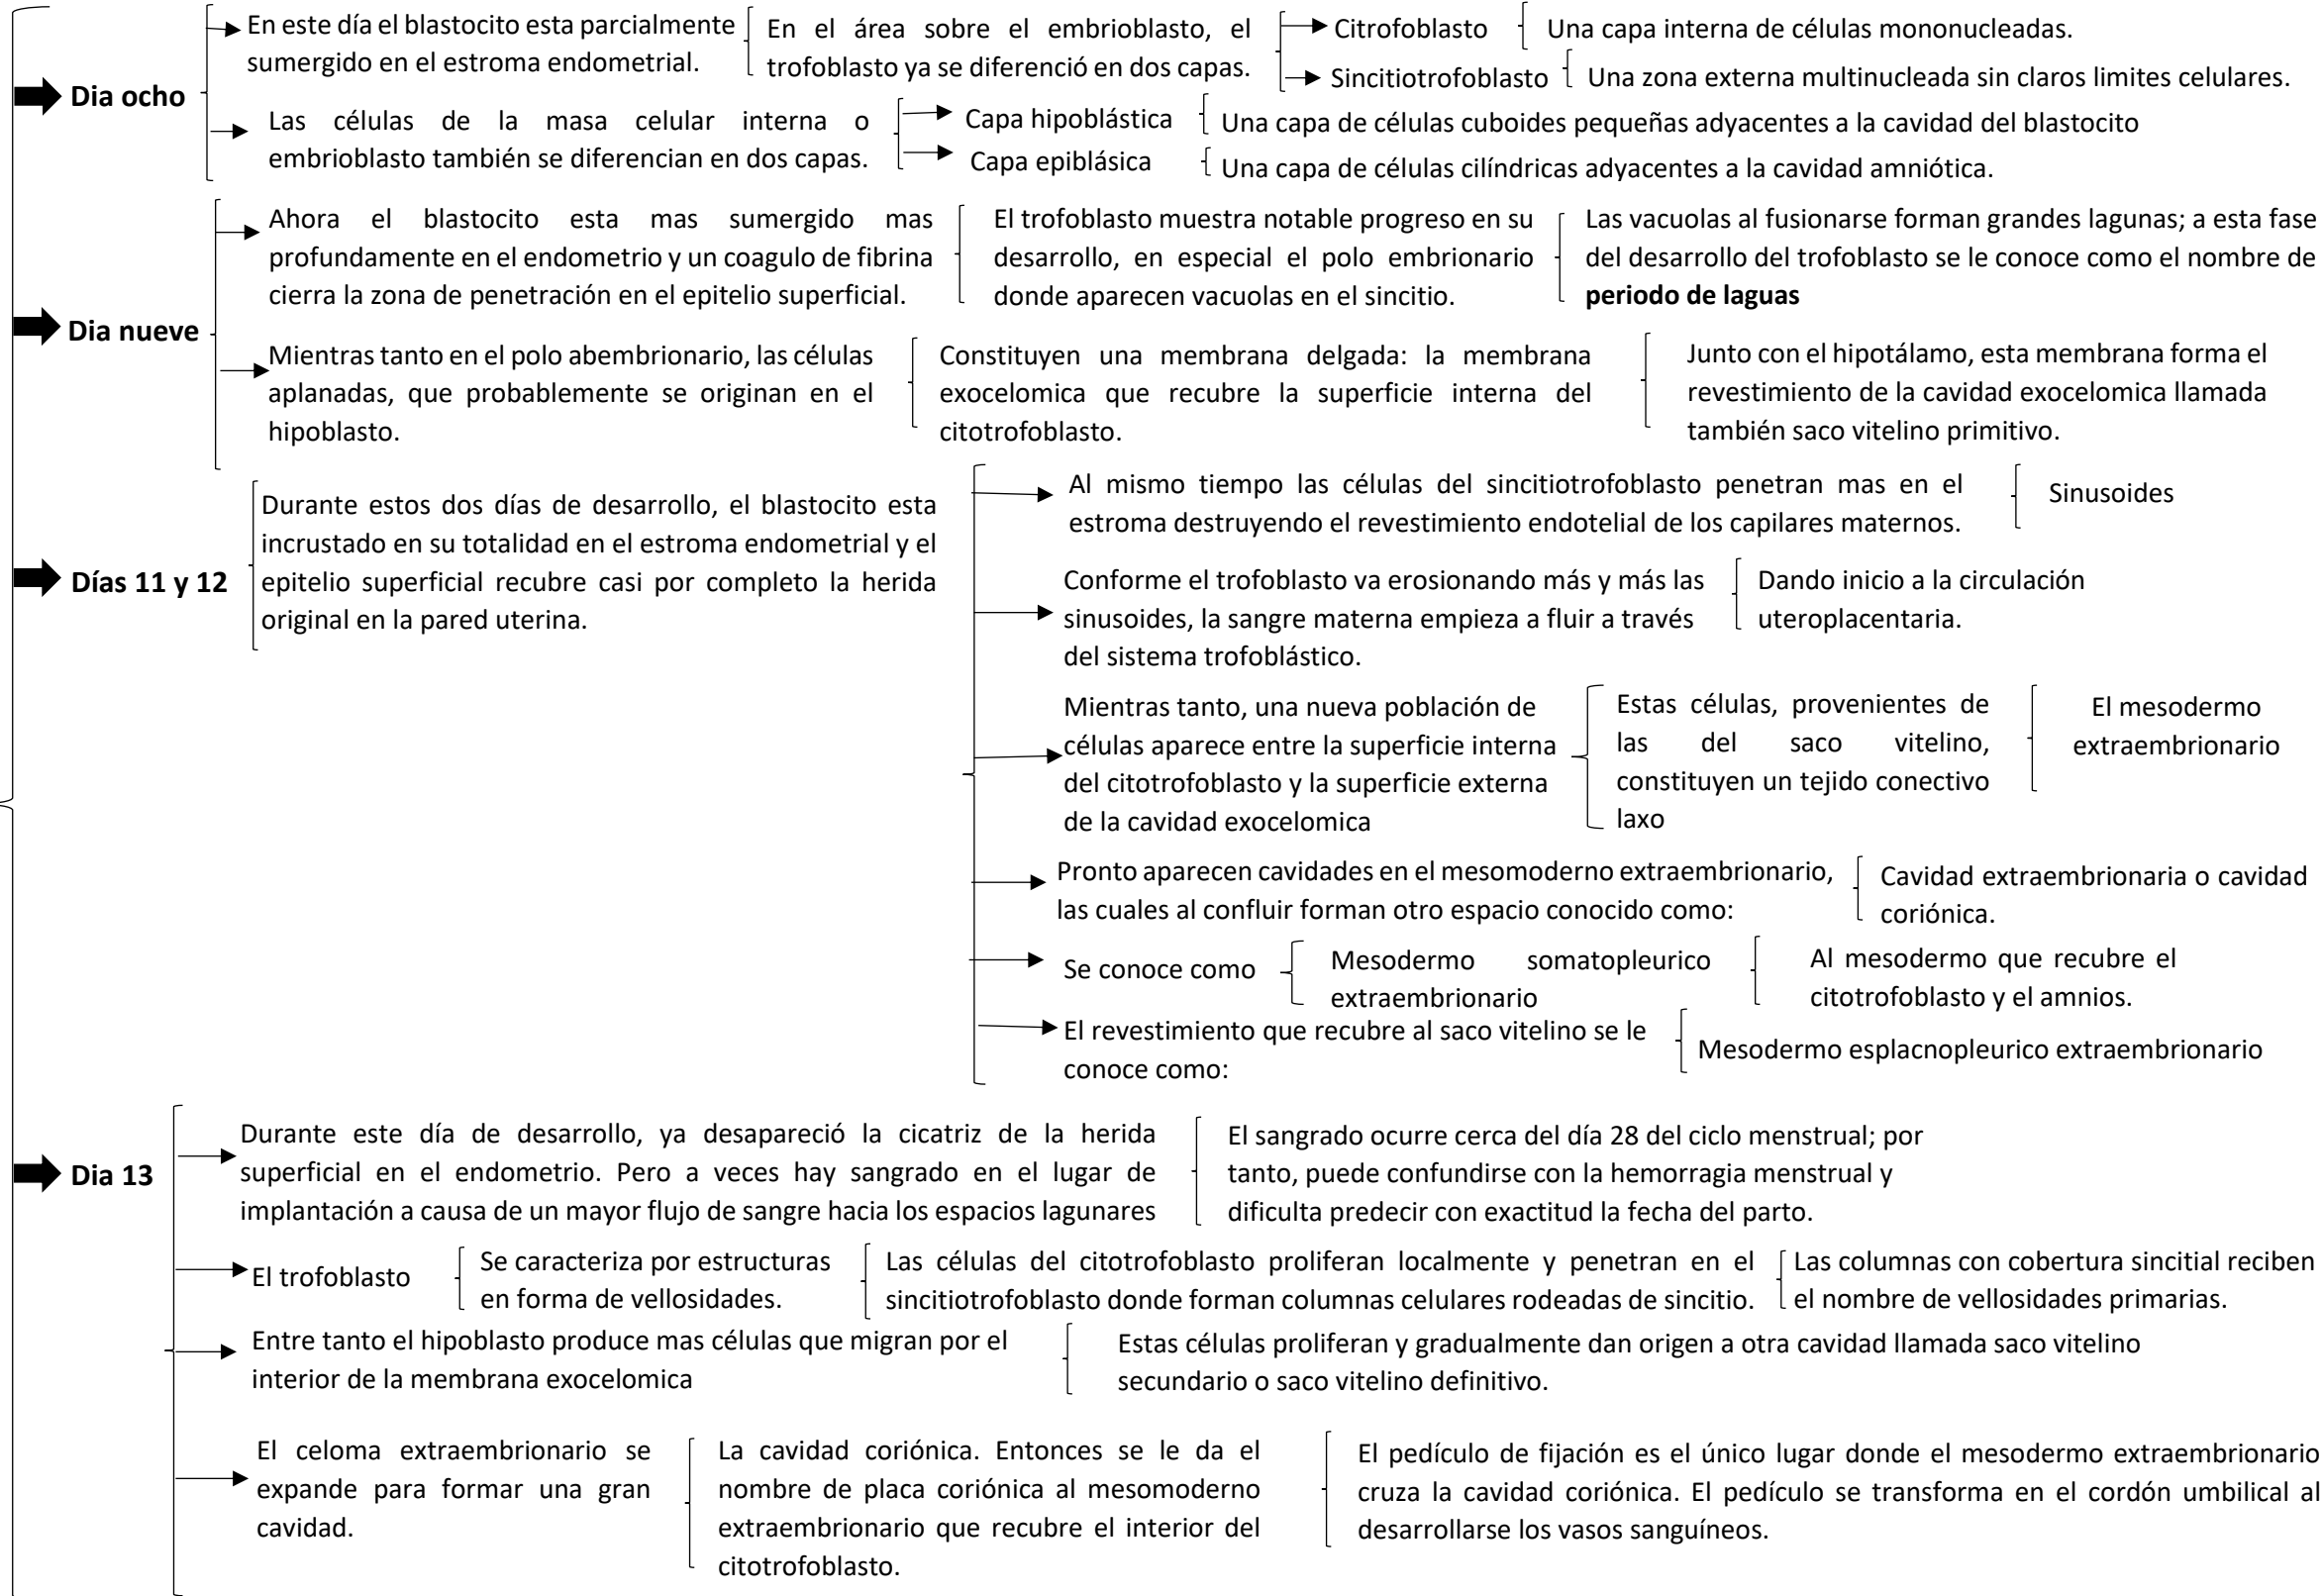 Dia ocho
En este día el blastocito esta parcialmente
sumergido en el estroma endometrial.
En el área sobre el embrioblasto, el
trofoblasto ya se diferenció en dos capas.
Citrofoblasto
Una capa interna de células mononucleadas.
Sincitiotrofoblasto
Una zona externa multinucleada sin claros limites celulares.
Las células de la masa celular interna o
embrioblasto también se diferencian en dos capas.
Capa hipoblástica
Una capa de células cuboides pequeñas adyacentes a la cavidad del blastocito
Capa epiblásica
Una capa de células cilíndricas adyacentes a la cavidad amniótica.
Dia nueve
Ahora el blastocito esta mas sumergido mas
profundamente en el endometrio y un coagulo de fibrina
cierra la zona de penetración en el epitelio superficial.
El trofoblasto muestra notable progreso en su
desarrollo, en especial el polo embrionario
donde aparecen vacuolas en el sincitio.
Las vacuolas al fusionarse forman grandes lagunas; a esta fase
del desarrollo del trofoblasto se le conoce como el nombre de
periodo de laguas
Mientras tanto en el polo abembrionario, las células
aplanadas, que probablemente se originan en el
hipoblasto.
Constituyen una membrana delgada: la membrana
exocelomica que recubre la superficie interna del
citotrofoblasto.
Junto con el hipotálamo, esta membrana forma el
revestimiento de la cavidad exocelomica llamada
también saco vitelino primitivo.
Días 11 y 12
Durante estos dos días de desarrollo, el blastocito esta
incrustado en su totalidad en el estroma endometrial y el
epitelio superficial recubre casi por completo la herida
original en la pared uterina.
Al mismo tiempo las células del sincitiotrofoblasto penetran mas en el
estroma destruyendo el revestimiento endotelial de los capilares maternos.
Sinusoides
Conforme el trofoblasto va erosionando más y más las
sinusoides, la sangre materna empieza a fluir a través
del sistema trofoblástico.
Dando inicio a la circulación
uteroplacentaria.
Mientras tanto, una nueva población de
células aparece entre la superficie interna
del citotrofoblasto y la superficie externa
de la cavidad exocelomica
Estas células, provenientes de
las del saco vitelino,
constituyen un tejido conectivo
laxo
El mesodermo
extraembrionario
Pronto aparecen cavidades en el mesomoderno extraembrionario,
las cuales al confluir forman otro espacio conocido como:
Cavidad extraembrionaria o cavidad
coriónica.
Se conoce como
Mesodermo somatopleurico
extraembrionario
Al mesodermo que recubre el
citotrofoblasto y el amnios.
El revestimiento que recubre al saco vitelino se le
conoce como:
Mesodermo esplacnopleurico extraembrionario
Dia 13
Durante este día de desarrollo, ya desapareció la cicatriz de la herida
superficial en el endometrio. Pero a veces hay sangrado en el lugar de
implantación a causa de un mayor flujo de sangre hacia los espacios lagunares
El sangrado ocurre cerca del día 28 del ciclo menstrual; por
tanto, puede confundirse con la hemorragia menstrual y
dificulta predecir con exactitud la fecha del parto.
El trofoblasto
Se caracteriza por estructuras
en forma de vellosidades.
Las células del citotrofoblasto proliferan localmente y penetran en el
sincitiotrofoblasto donde forman columnas celulares rodeadas de sincitio.
Las columnas con cobertura sincitial reciben
el nombre de vellosidades primarias.
Entre tanto el hipoblasto produce mas células que migran por el
interior de la membrana exocelomica
Estas células proliferan y gradualmente dan origen a otra cavidad llamada saco vitelino
secundario o saco vitelino definitivo.
El celoma extraembrionario se
expande para formar una gran
cavidad.
La cavidad coriónica. Entonces se le da el
nombre de placa coriónica al mesomoderno
extraembrionario que recubre el interior del
citotrofoblasto.
El pedículo de fijación es el único lugar donde el mesodermo extraembrionario
cruza la cavidad coriónica. El pedículo se transforma en el cordón umbilical al
desarrollarse los vasos sanguíneos.